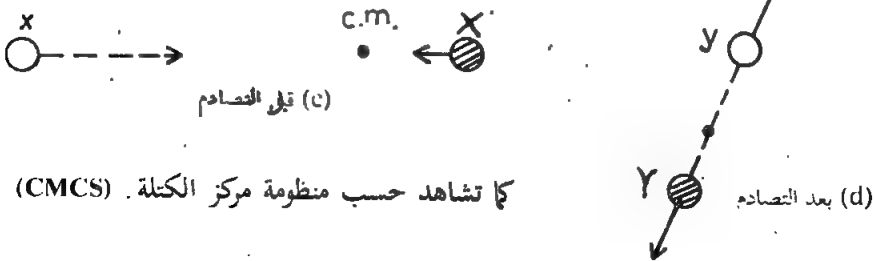 x c.m. X
y
(c) قبل التصادم
Y
(d) بعد التصادم
كما تشاهد حسب منظومة مركز الكتلة . (CMCS)